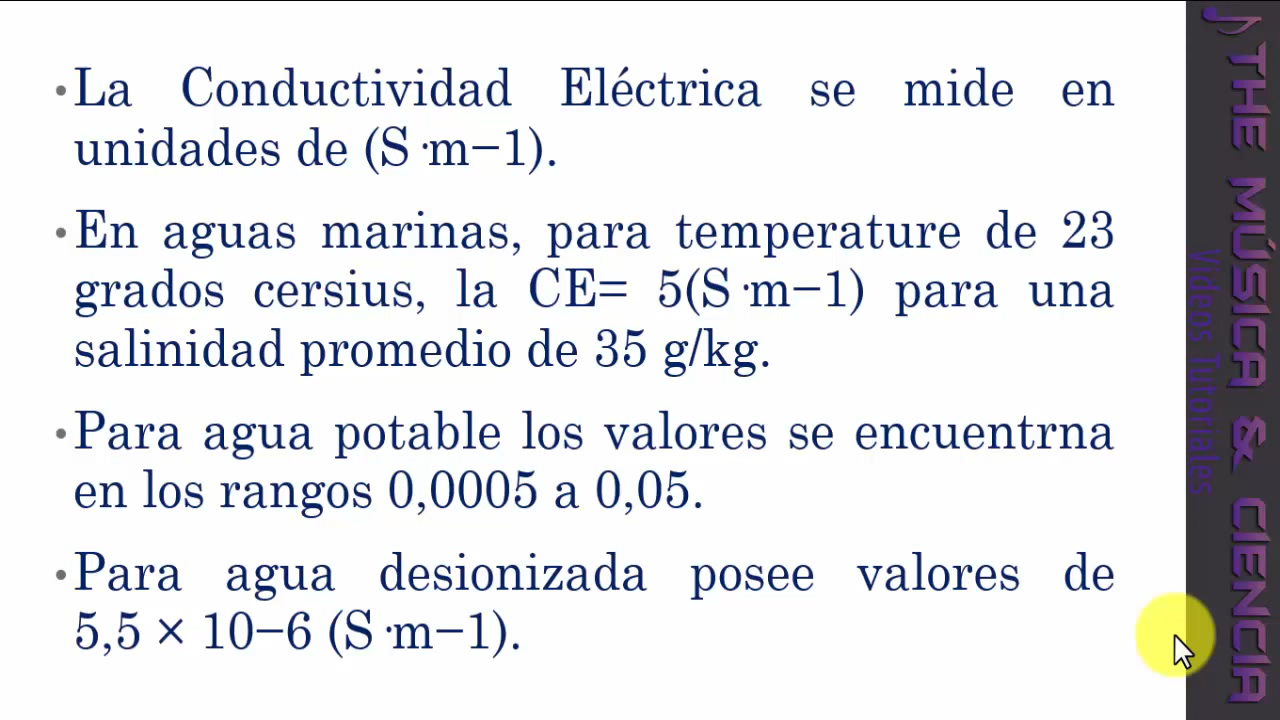 •La Conductividad Eléctrica se mide en
unidades de (S·m−1).
•En aguas marinas, para temperature de 23
grados cersius, la CE= 5(S·m−1) para una
salinidad promedio de 35 g/kg.
•Para agua potable los valores se encuentrna
en los rangos 0,0005 a 0,05.
•Para agua desionizada posee valores de
5,5 × 10−6 (S·m−1).
THE MÚSICA & CIENCIA
Videos Tutoriales